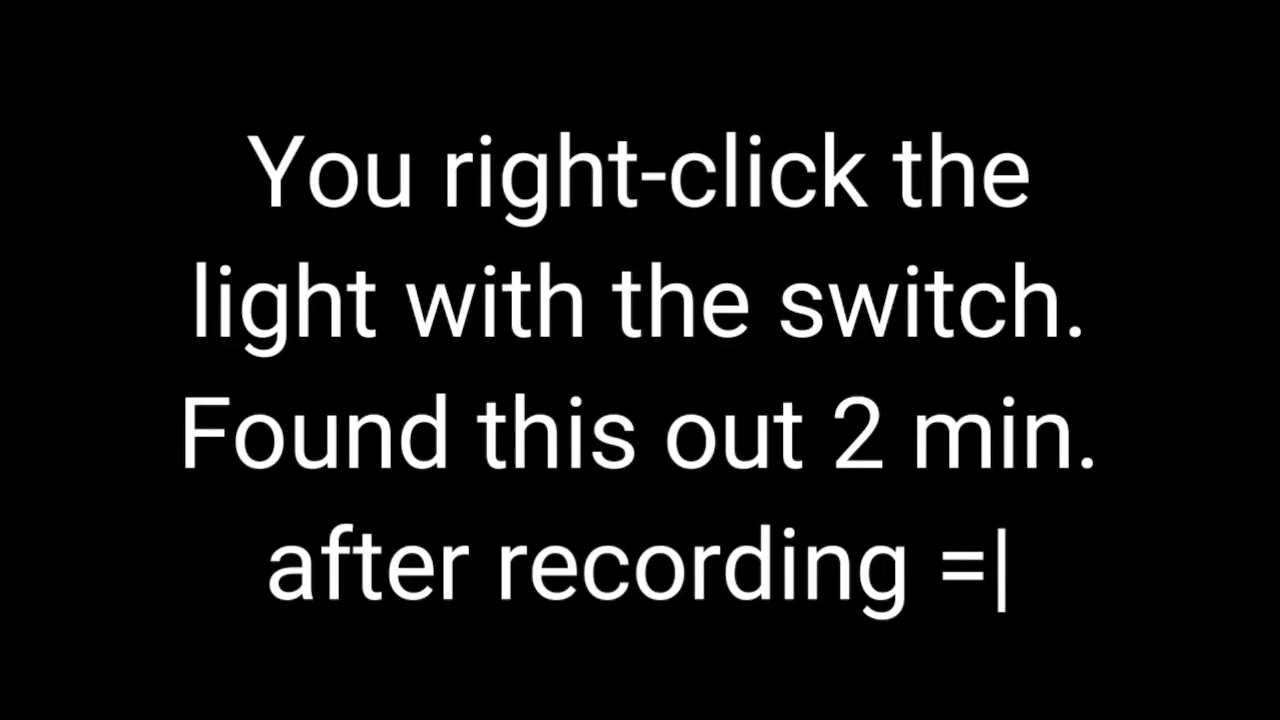 You right-click the
light with the switch.
Found this out 2 min.
after recording =|